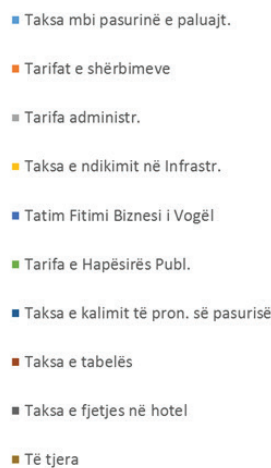 Taksa mbi pasurinë e paluajt.
Tarifat e shërbimeve
Tarifa administr.
Taksa e ndikimit në Infrastr.
Tatim Fitimi Biznesi i Vogël
Tarifa e Hapësirës Publ.
Taksa e kalimit të pron. së pasurisë
Taksa e tabelës
Taksa e fjetjes në hotel
Të tjera